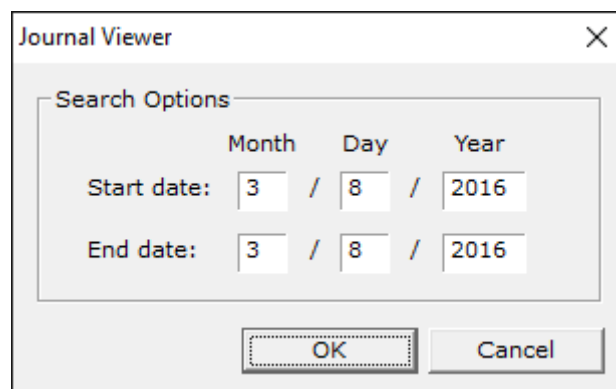 Journal Viewer
Search Options
Month Day Year
Start date: 3 / 8 / 2016
End date: 3 / 8 / 2016
OK Cancel